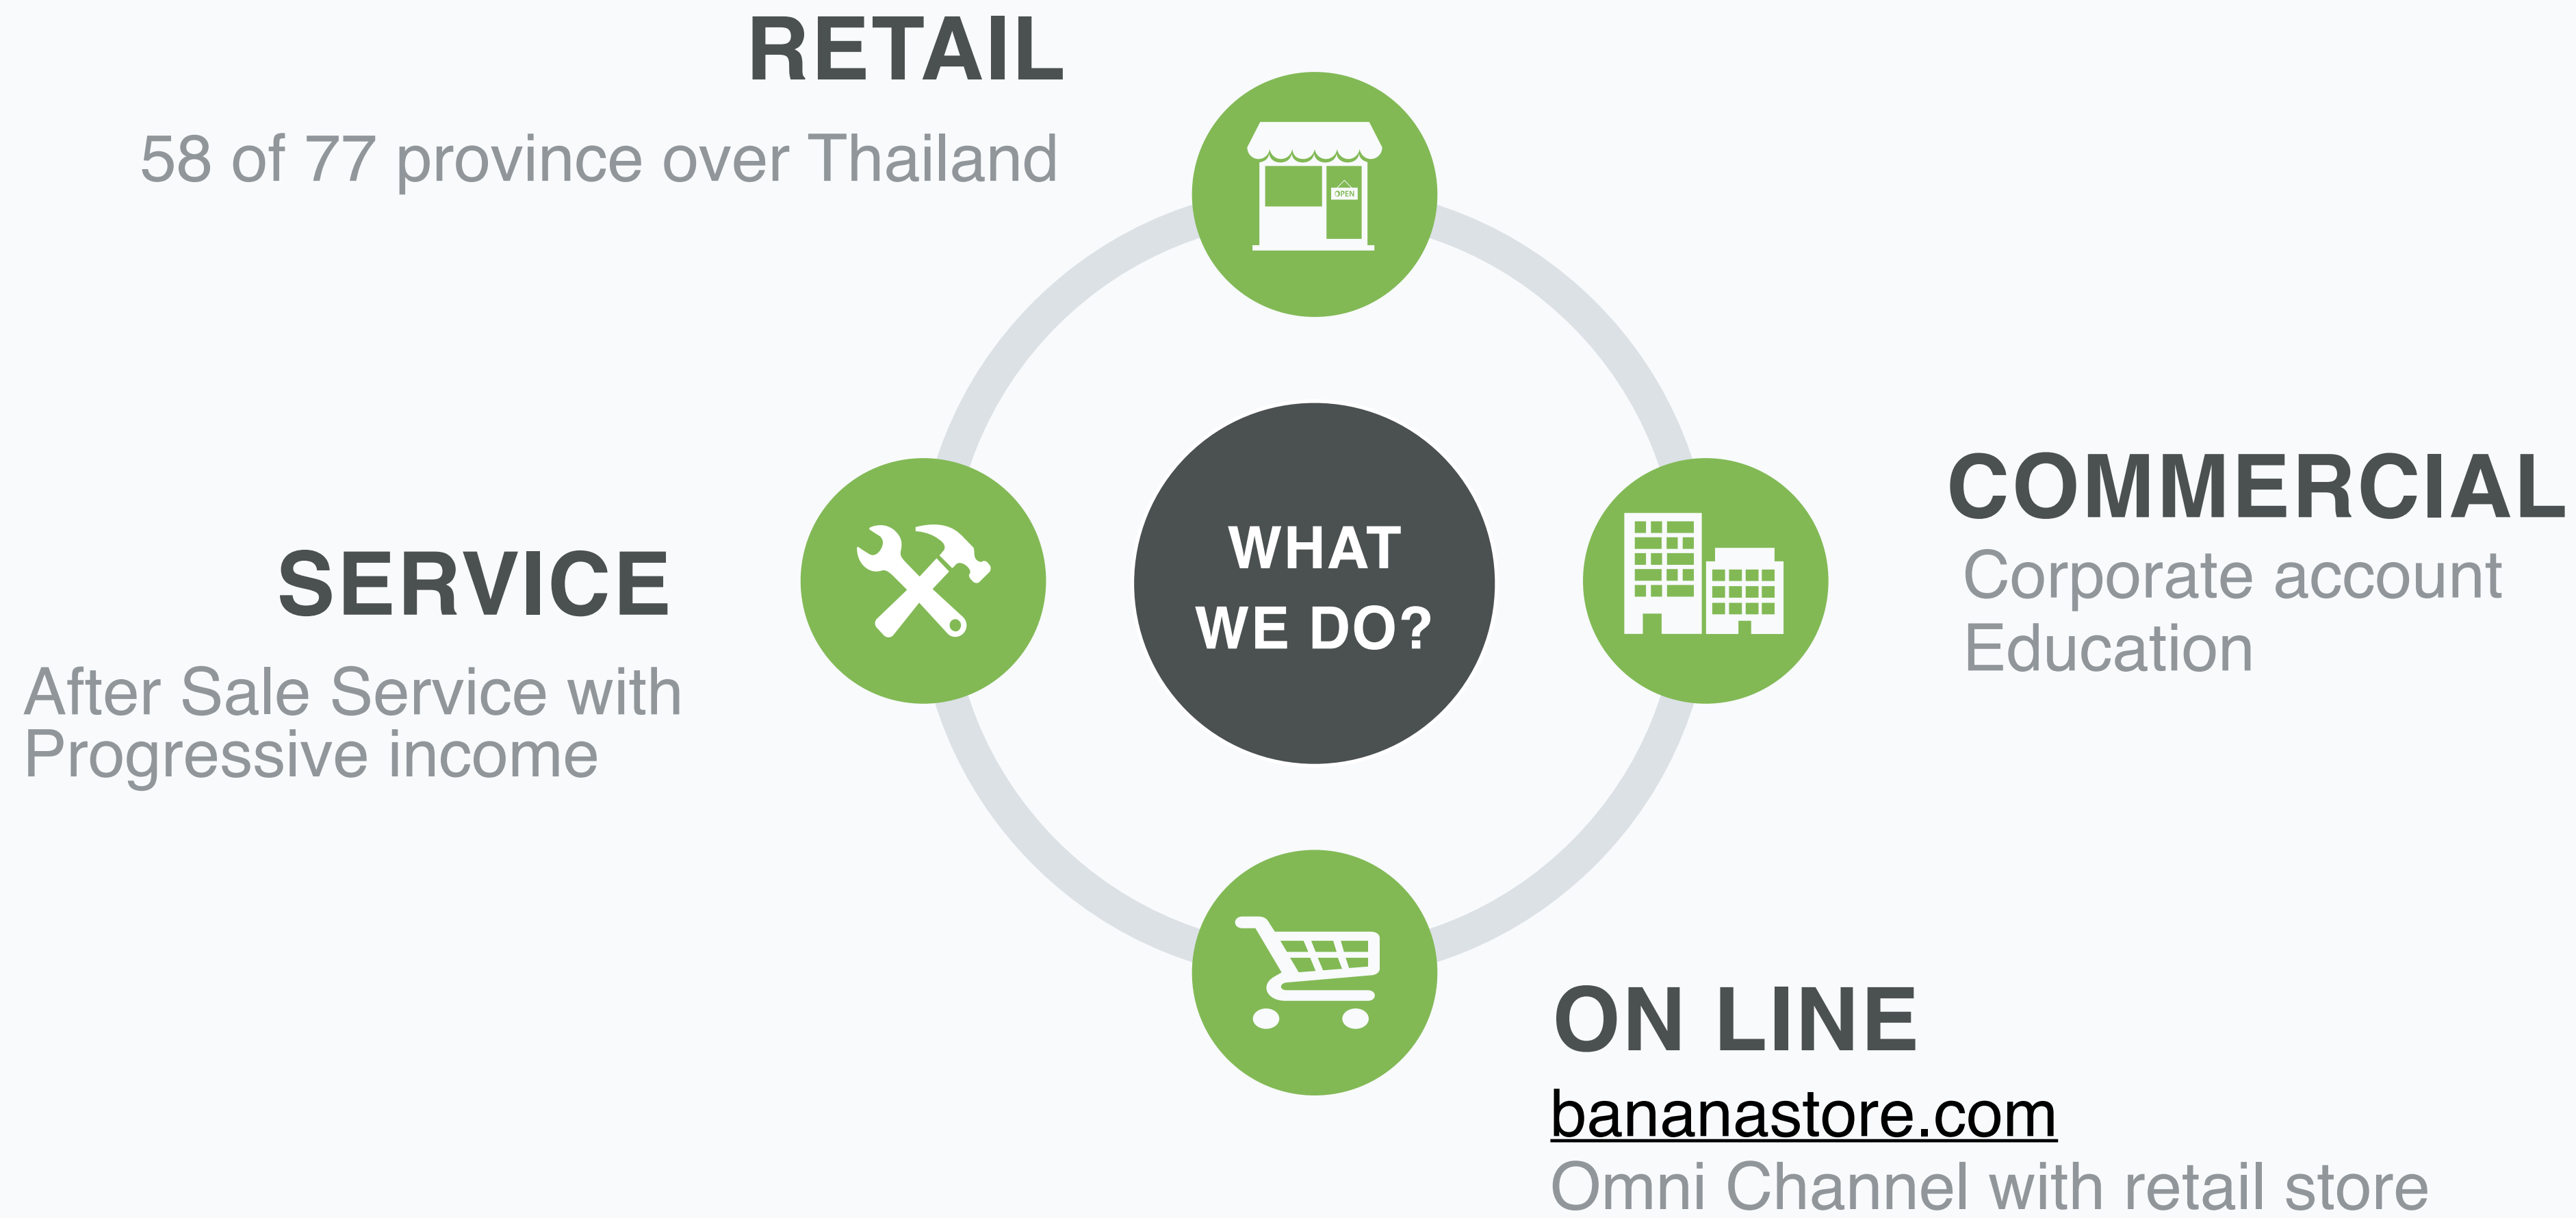 RETAIL
58 of 77 province over Thailand
OPEN
WHAT
WE DO?
COMMERCIAL
Corporate account
Education
SERVICE
After Sale Service with
Progressive income
ON LINE
bananastore.com
Omni Channel with retail store